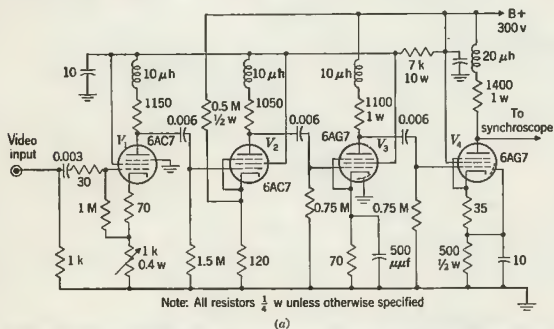 B+
300 v
10
10 μh
10 μh
10 μh
7 k
10 w
20 μh
1150
0.006
0.5 M
½ w
1050
0.006
1100
1 w
0.006
1400
1 w
To
synchroscope
Video
input
0.003
30
V₁
6AC7
V₂
6AC7
6AG7
V₃
V₄
6AG7
1 M
70
0.75 M
0.75 M
35
1 k
1 k
0.4 w
1.5 M
120
70
500
μμf
500
½ w
10
Note: All resistors ¼ w unless otherwise specified
(a)